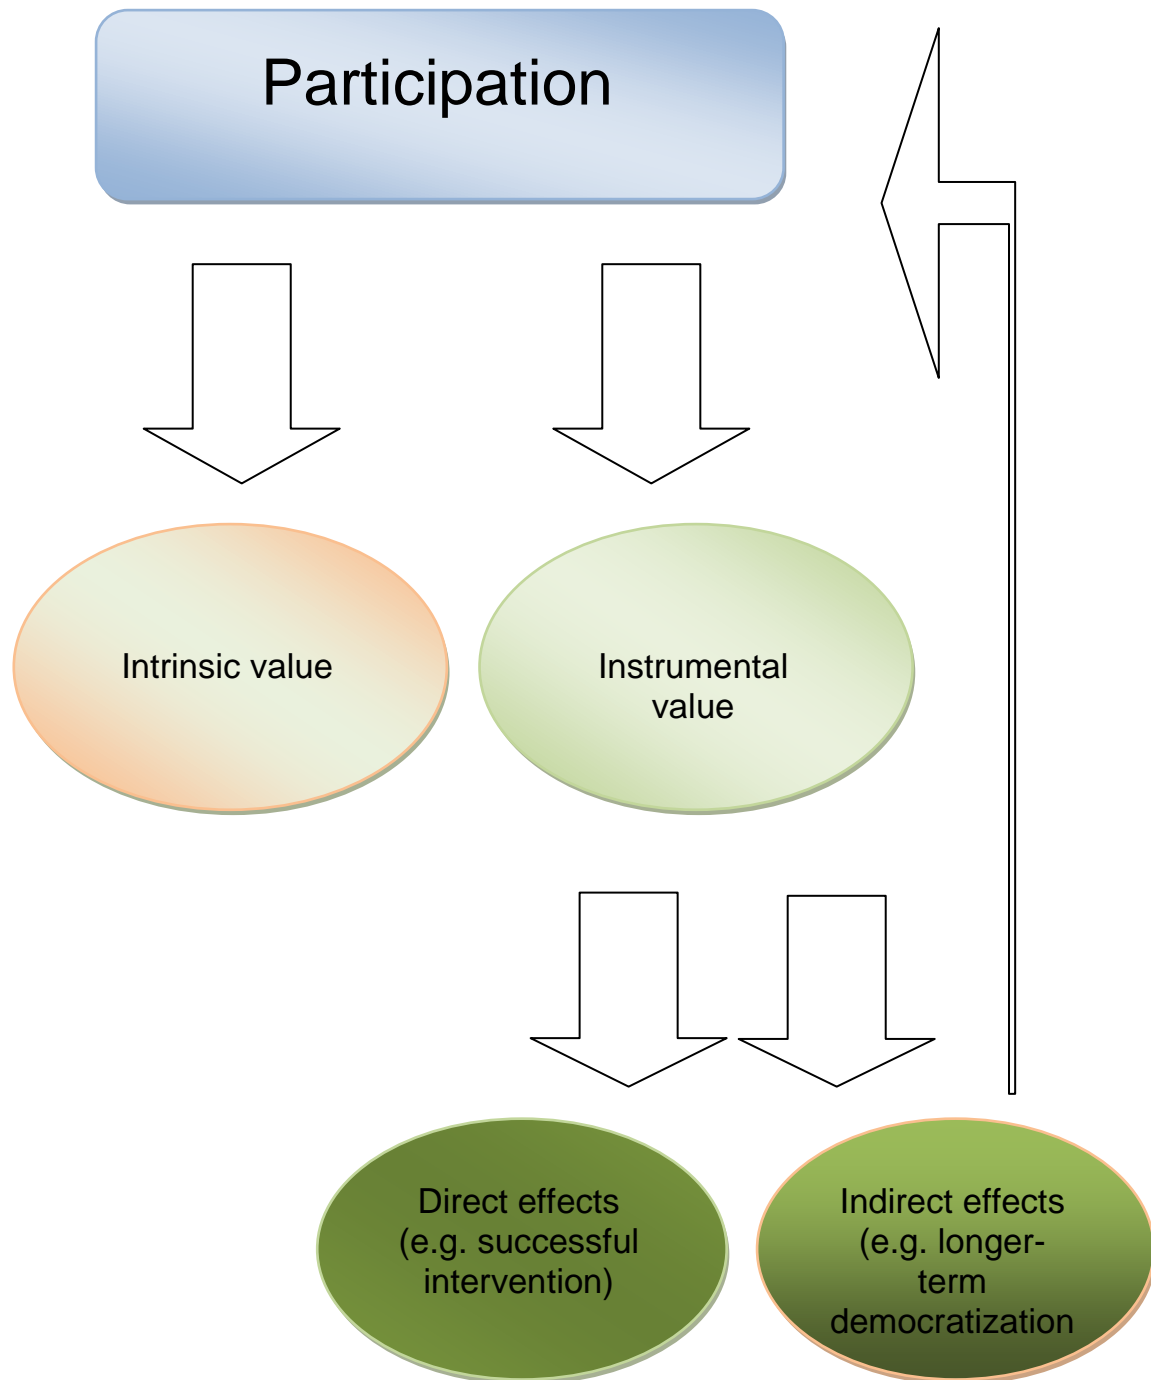 Participation
Intrinsic value
Instrumental
value
Direct effects
(e.g. successful
intervention)
Indirect effects
(e.g. longer-
term
democratization